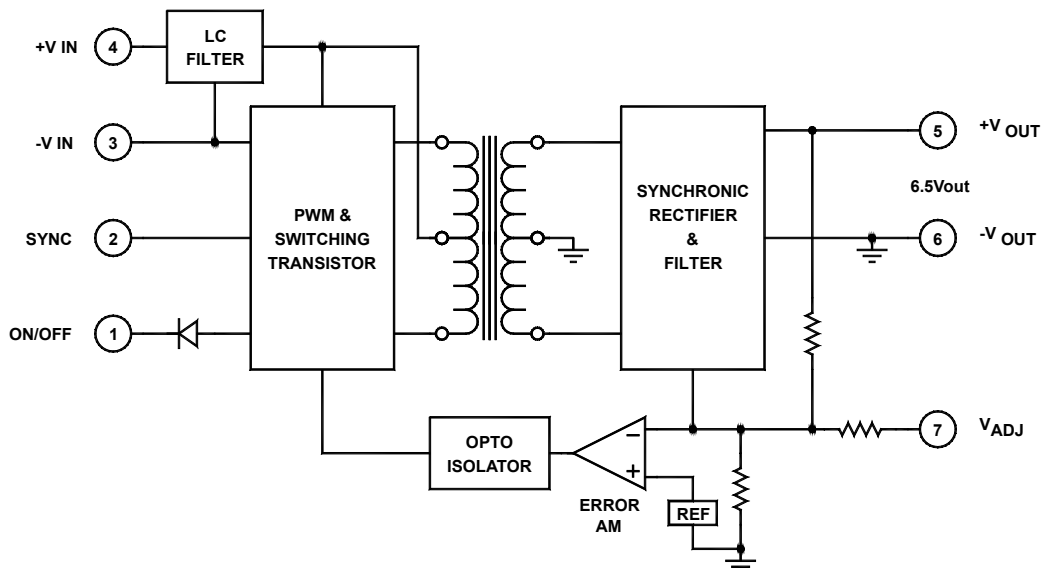 +V IN
4
LC
FILTER
-V IN
3
SYNC
2
ON/OFF
1
PWM &
SWITCHING
TRANSISTOR
SYNCHRONIC
RECTIFIER
&
FILTER
5
+V OUT
6.5Vout
6
-V OUT
7
VADJ
OPTO
ISOLATOR
−
+
ERROR
AM
REF